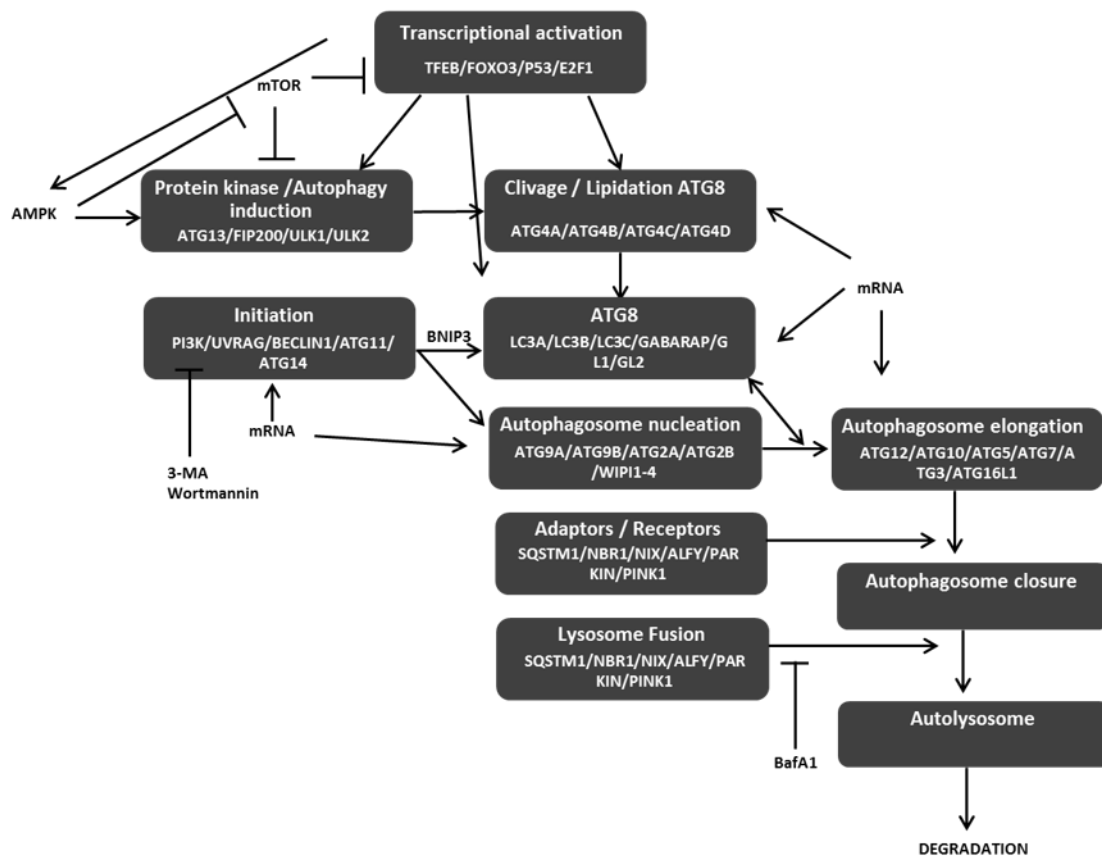 Transcriptional activation
TFEB/FOXO3/P53/E2F1
mTOR
Protein kinase /Autophagy
induction
ATG13/FIP200/ULK1/ULK2
Clivage / Lipidation ATG8
ATG4A/ATG4B/ATG4C/ATG4D
AMPK
mRNA
Initiation
PI3K/UVRAG/BECLIN1/ATG11/
ATG14
BNIP3
ATG8
LC3A/LC3B/LC3C/GABARAP/G
L1/GL2
mRNA
Autophagosome nucleation
ATG9A/ATG9B/ATG2A/ATG2B
/WIPI1-4
Autophagosome elongation
ATG12/ATG10/ATG5/ATG7/A
TG3/ATG16L1
3-MA
Wortmannin
Adaptors / Receptors
SQSTM1/NBR1/NIX/ALFY/PAR
KIN/PINK1
Autophagosome closure
Lysosome Fusion
SQSTM1/NBR1/NIX/ALFY/PAR
KIN/PINK1
Autolysosome
BafA1
DEGRADATION